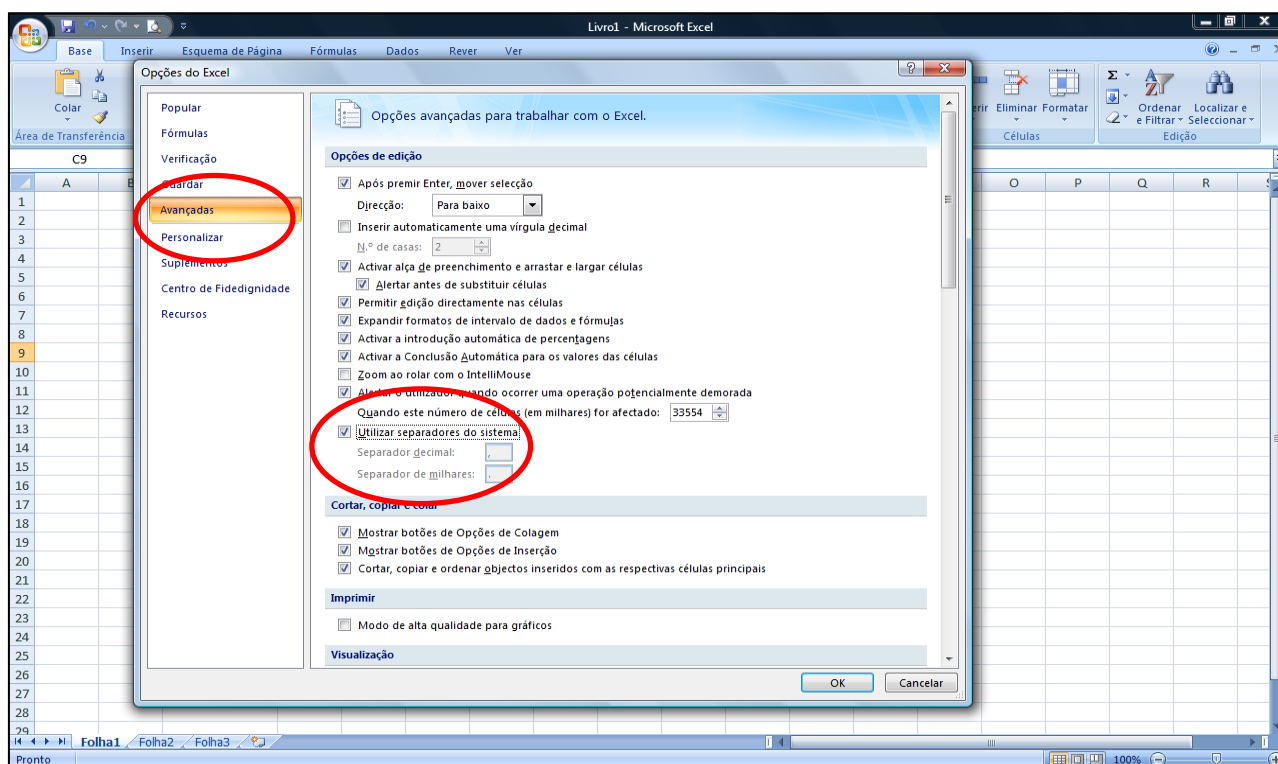 Livro1 - Microsoft Excel
Base Inserir Esquema de Página Fórmulas Dados Rever Ver
Colar
Área de Transferência
Eliminar Formatar
Células
Σ
Ordenar e Filtrar
Localizar e Seleccionar
Edição
C9
A O P Q R
Opções do Excel
Popular
Fórmulas
Verificação
Guardar
Avançadas
Personalizar
Suplementos
Centro de Fidedignidade
Recursos
Opções avançadas para trabalhar com o Excel.
Opções de edição
Após premir Enter, mover selecção
Direcção: Para baixo
Inserir automaticamente uma vírgula decimal
N.º de casas: 2
Activar alça de preenchimento e arrastar e largar células
Alertar antes de substituir células
Permitir edição directamente nas células
Expandir formatos de intervalo de dados e fórmulas
Activar a introdução automática de percentagens
Activar a Conclusão Automática para os valores das células
Zoom ao rolar com o IntelliMouse
Alertar o utilizador quando ocorrer uma operação potencialmente demorada
Quando este número de células (em milhares) for afectado: 33554
Utilizar separadores do sistema
Separador decimal: ,
Separador de milhares: .
Cortar, copiar e colar
Mostrar botões de Opções de Colagem
Mostrar botões de Opções de Inserção
Cortar, copiar e ordenar objectos inseridos com as respectivas células principais
Imprimir
Modo de alta qualidade para gráficos
Visualização
OK Cancelar
1
2
3
4
5
6
7
8
9
10
11
12
13
14
15
16
17
18
19
20
21
22
23
24
25
26
27
28
29
Folha1 Folha2 Folha3
Pronto
100%